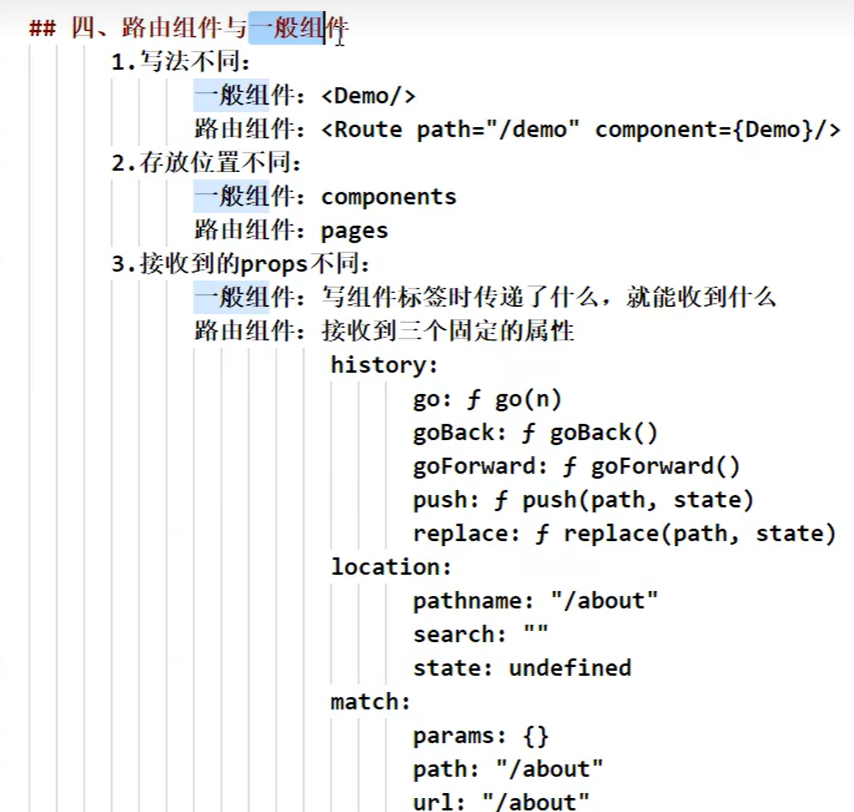 ## 四、路由组件与一般组件
1.写法不同：
一般组件：<Demo/>
路由组件：<Route path="/demo" component={Demo}/>
2.存放位置不同：
一般组件：components
路由组件：pages
3.接收到的props不同：
一般组件：写组件标签时传递了什么，就能收到什么
路由组件：接收到三个固定的属性
history:
go: ƒ go(n)
goBack: ƒ goBack()
goForward: ƒ goForward()
push: ƒ push(path, state)
replace: ƒ replace(path, state)
location:
pathname: "/about"
search: ""
state: undefined
match:
params: {}
path: "/about"
url: "/about"